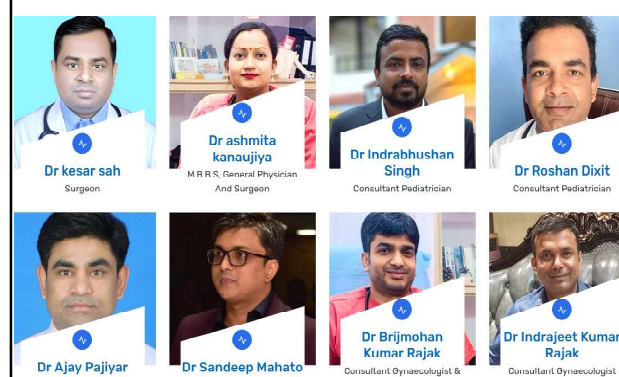 Dr kesar sah
Surgeon
Dr ashmita
kanaujiya
M.B.B.S, General Physician
And Surgeon
Dr Indrabhushan
Singh
Consultant Pediatrician
Dr Roshan Dixit
Consultant Pediatrician
Dr Ajay Pajiyar
Dr Sandeep Mahato
Dr Brijmohan
Kumar Rajak
Consultant Gynaecologist &
Dr Indrajeet Kumar
Rajak
Consultant Gynaecologist